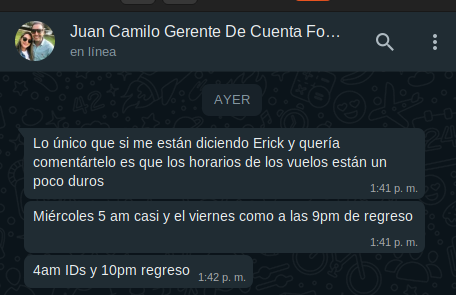 Juan Camilo Gerente De Cuenta Fo…
en línea
AYER
Lo único que si me están diciendo Erick y quería
comentártelo es que los horarios de los vuelos están un
poco duros
1:41 p. m.
Miércoles 5 am casi y el viernes como a las 9pm de regreso
1:41 p. m.
4am IDs y 10pm regreso
1:42 p. m.